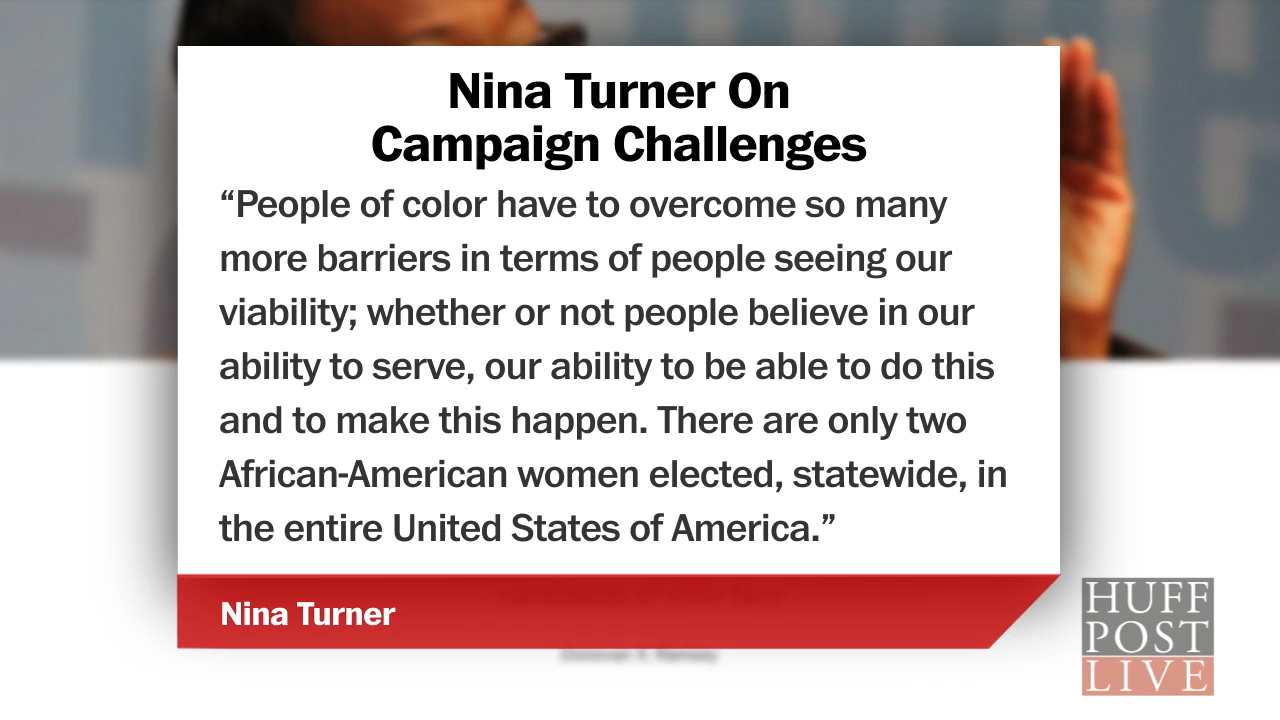 Nina Turner On
Campaign Challenges
“People of color have to overcome so many
more barriers in terms of people seeing our
viability; whether or not people believe in our
ability to serve, our ability to be able to do this
and to make this happen. There are only two
African-American women elected, statewide, in
the entire United States of America.”
Nina Turner
HUFF
POST
LIVE